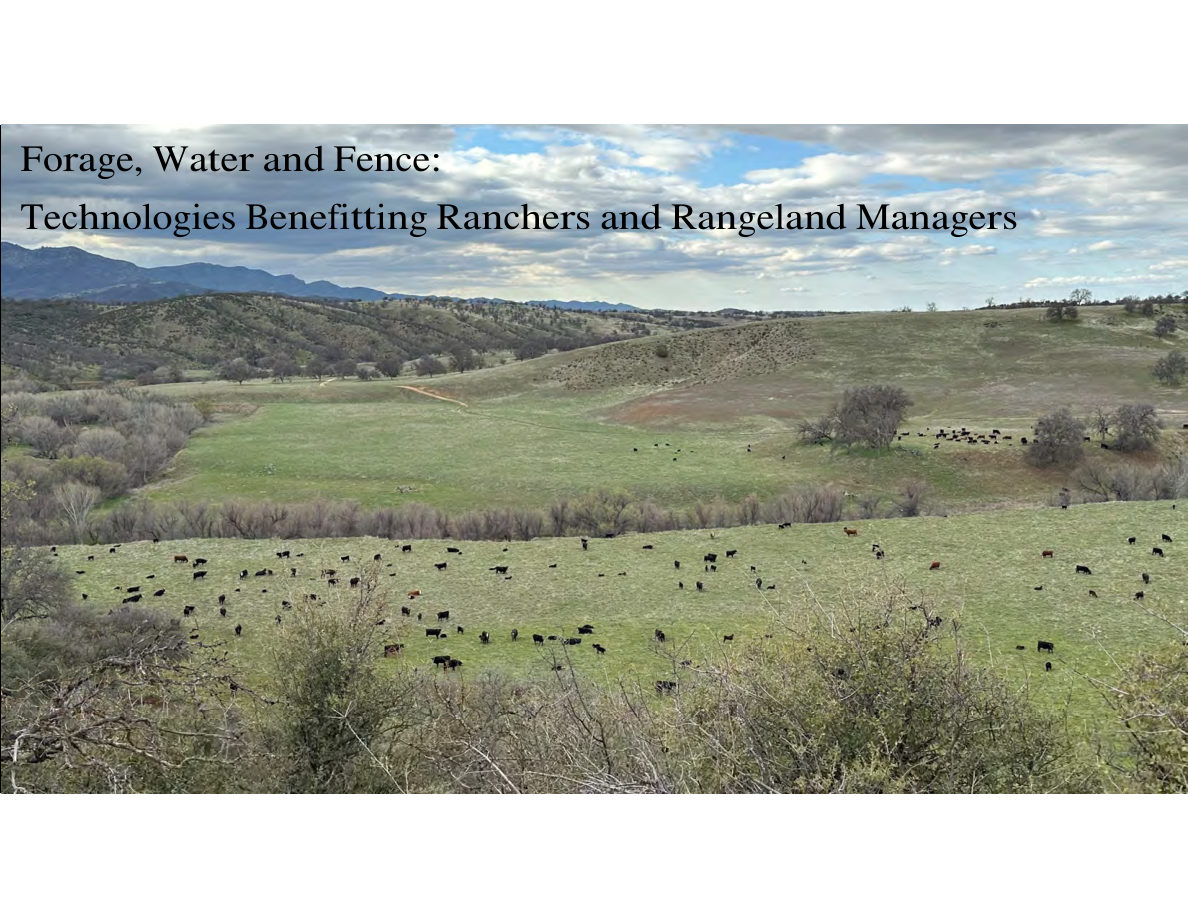 Forage, Water and Fence:
Technologies Benefitting Ranchers and Rangeland Managers